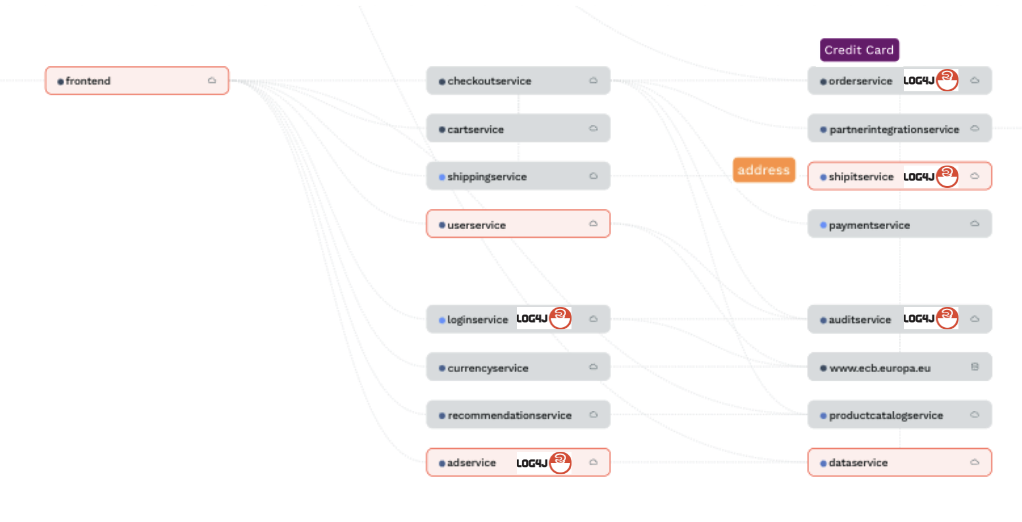 Credit Card
frontend
checkoutservice
orderservice LOG4J
cartservice
partnerintegrationservice
address
shippingservice
shipitservice LOG4J
userservice
paymentservice
loginservice LOG4J
auditservice LOG4J
currencyservice
www.ecb.europa.eu
recommendationservice
productcatalogservice
adservice LOG4J
dataservice